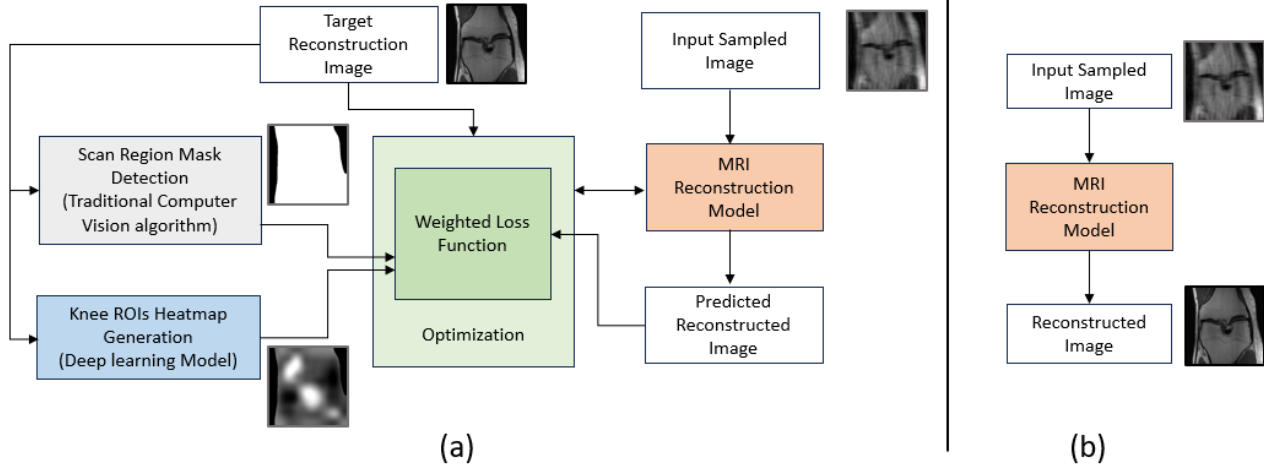 Target
Reconstruction
Image
Input Sampled
Image
Scan Region Mask
Detection
(Traditional Computer
Vision algorithm)
Weighted Loss
Function
MRI
Reconstruction
Model
Knee ROIs Heatmap
Generation
(Deep learning Model)
Optimization
Predicted
Reconstructed
Image
(a)
Input Sampled
Image
MRI
Reconstruction
Model
Reconstructed
Image
(b)